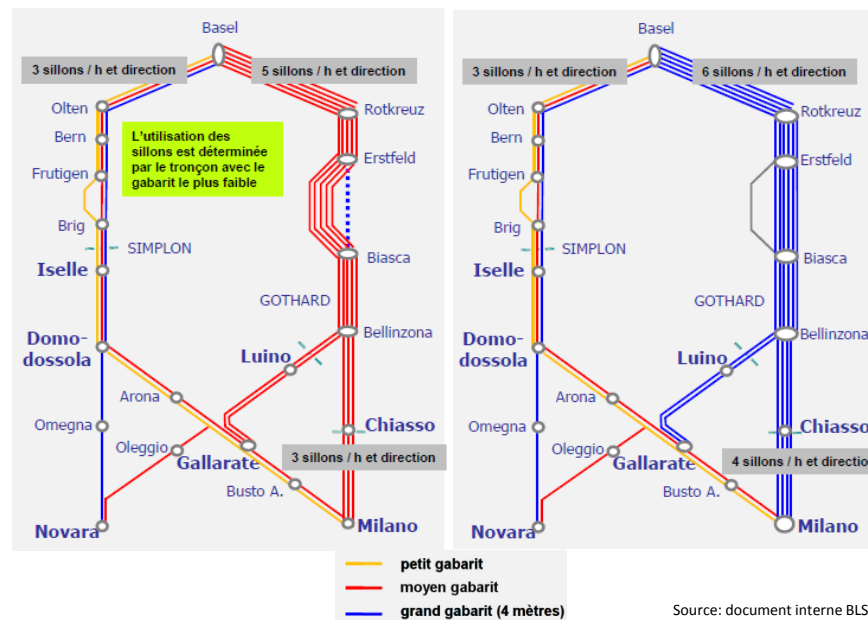 Basel
3 sillons / h et direction
5 sillons / h et direction
Olten
Rotkreuz
L'utilisation des
sillons est déterminée
par le tronçon avec le
gabarit le plus faible
Bern
Erstfeld
Frutigen
Brig
SIMPLON
Biasca
Iselle
GOTHARD
Bellinzona
Domo-
dossola
Luino
Arona
Omegna
Chiasso
Oleggio
Gallarate
3 sillons / h et direction
Busto A.
Novara
Milano
Basel
3 sillons / h et direction
6 sillons / h et direction
Olten
Rotkreuz
Bern
Erstfeld
Frutigen
Brig
SIMPLON
Biasca
Iselle
GOTHARD
Bellinzona
Domo-
dossola
Luino
Arona
Omegna
Chiasso
Oleggio
Gallarate
4 sillons / h et direction
Busto A.
Novara
Milano
petit gabarit
moyen gabarit
grand gabarit (4 mètres)
Source: document interne BLS